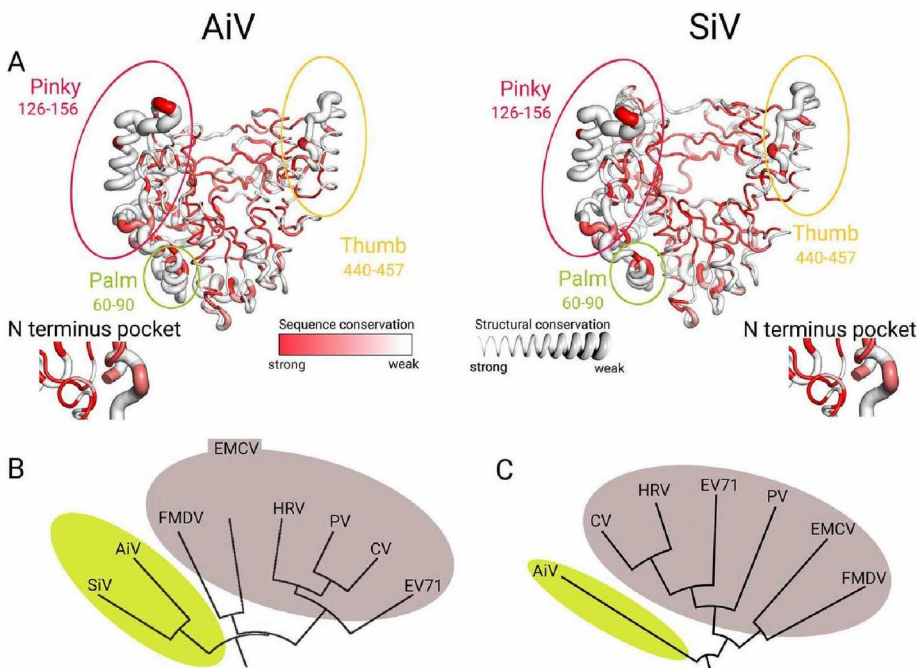 AiV
SiV
A
Pinky
126-156
Thumb
440-457
Palm
60-90
N terminus pocket
Pinky
126-156
Thumb
440-457
Palm
60-90
N terminus pocket
Sequence conservation
strong
weak
Structural conservation
strong
weak
B
EMCV
FMDV
HRV
PV
CV
EV71
AiV
SiV
C
CV
HRV
EV71
PV
EMCV
FMDV
AiV